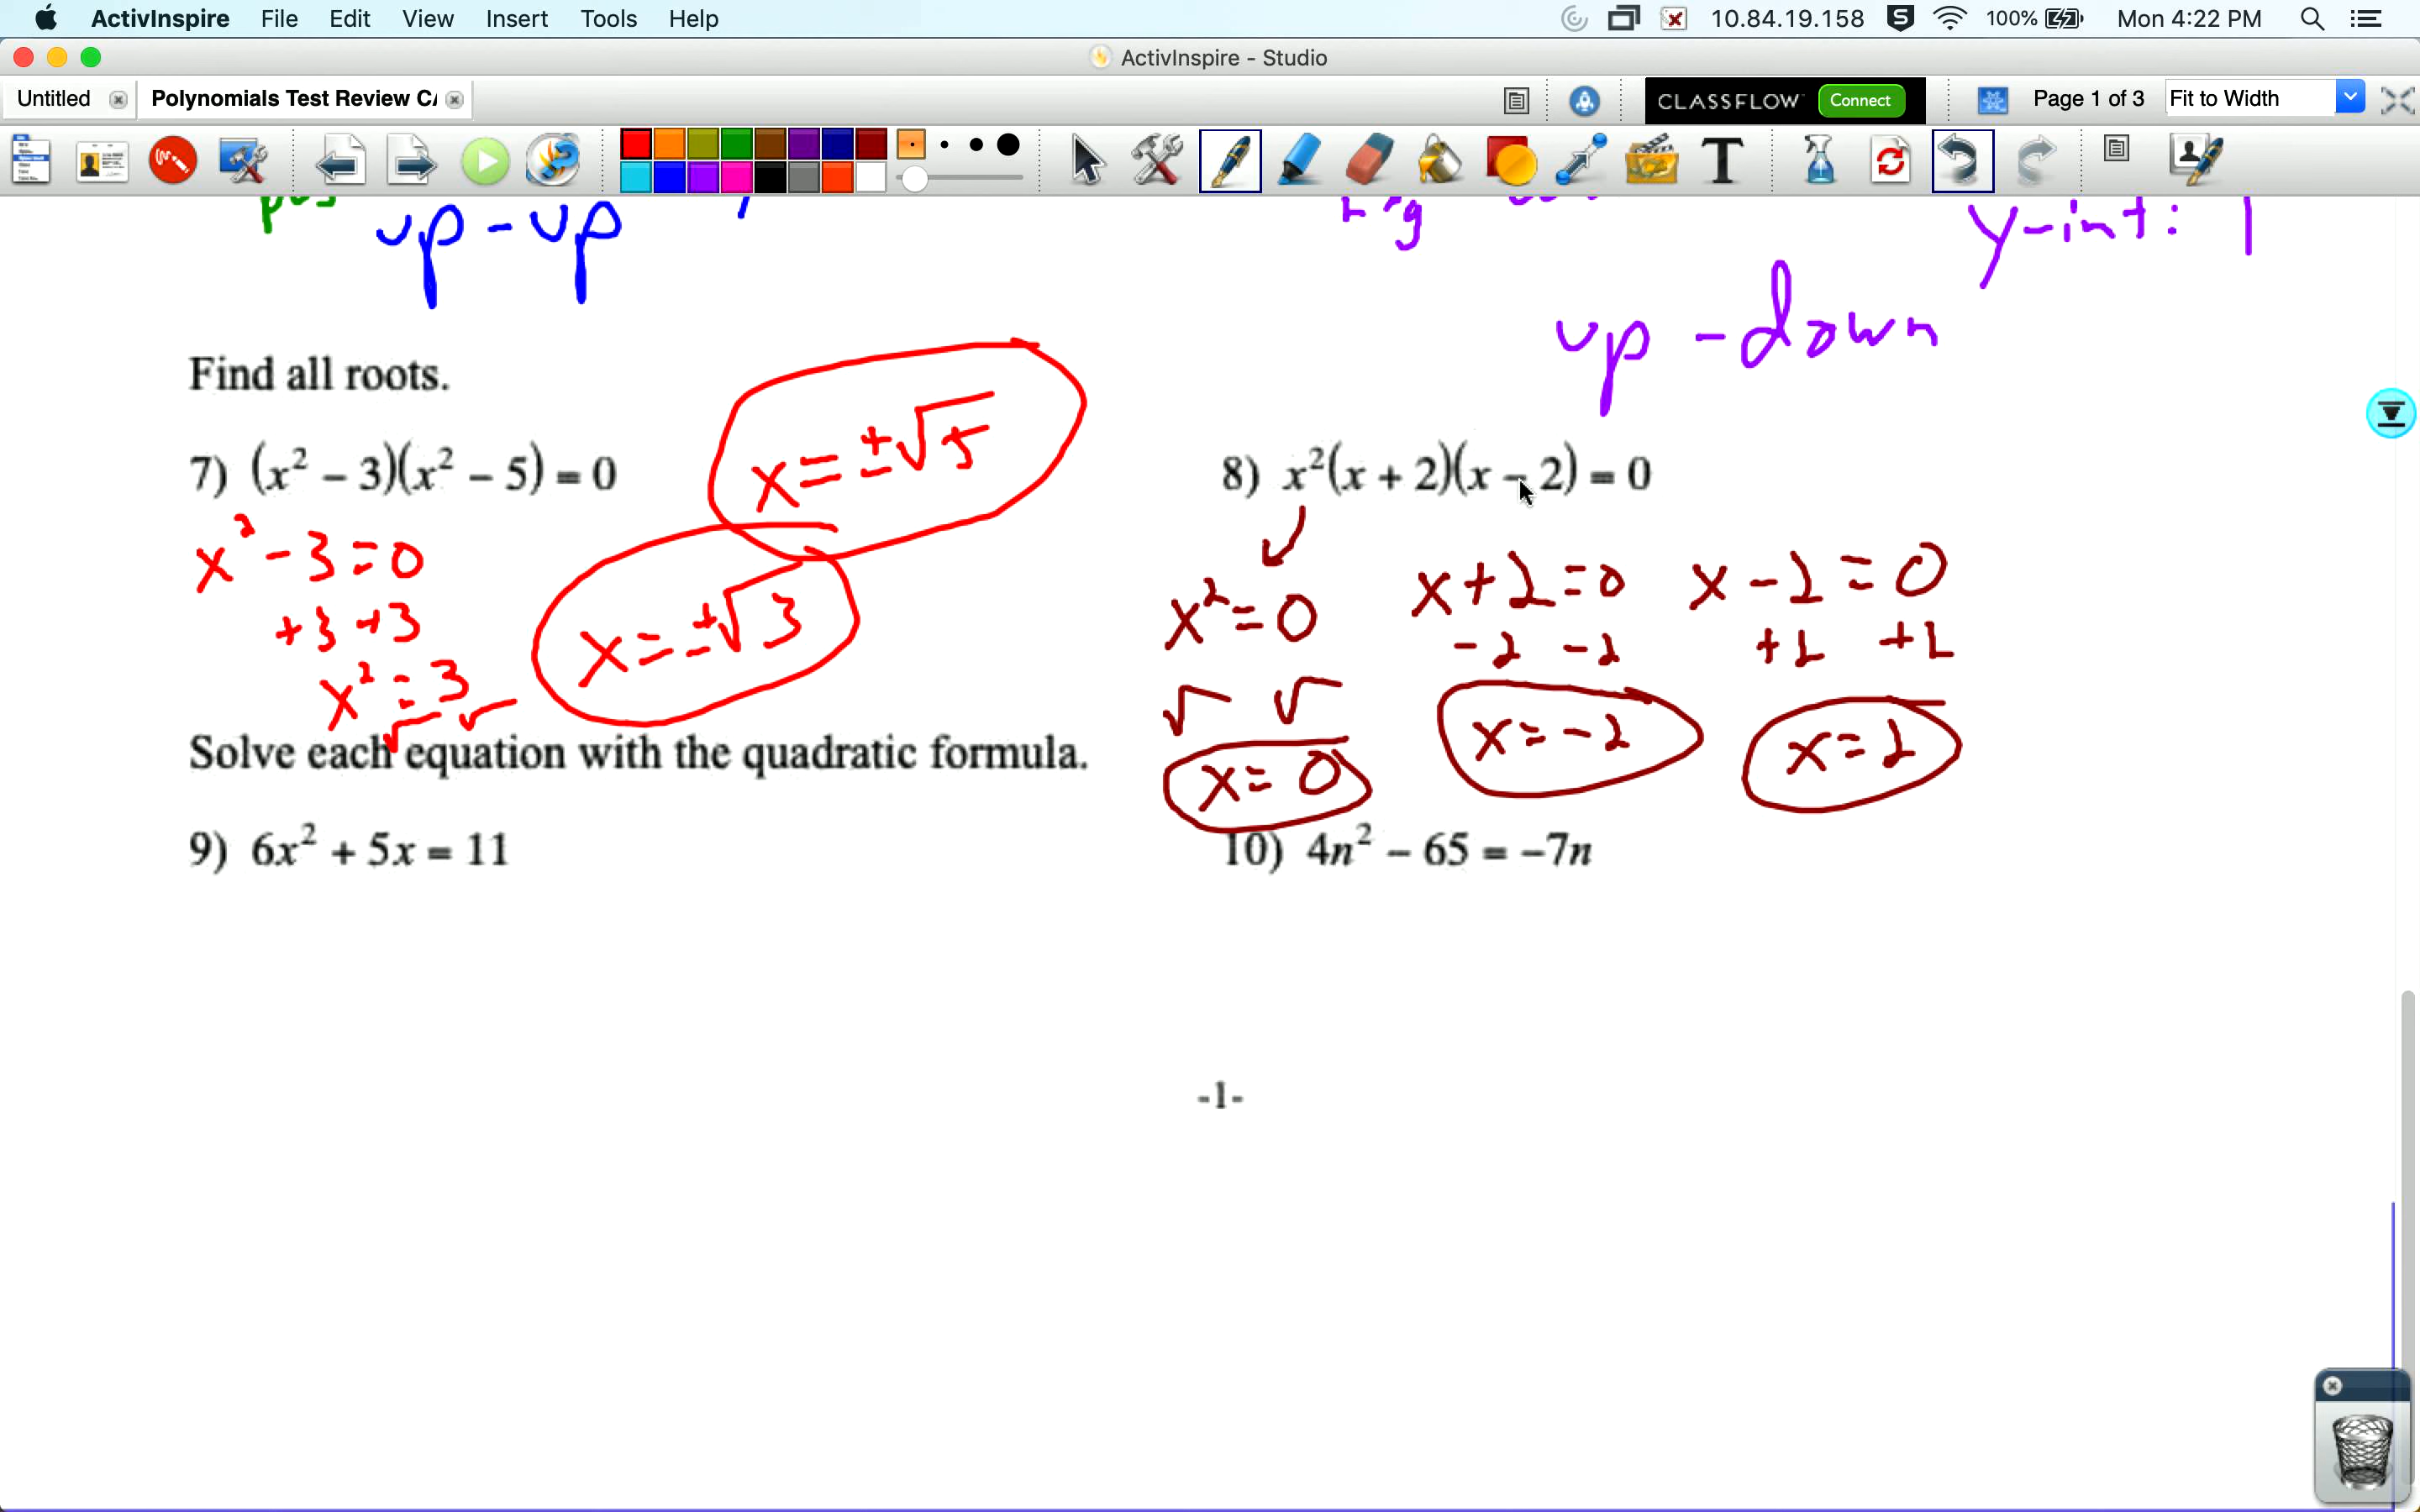 ActivInspire File Edit View Insert Tools Help 10.84.19.158 100% Mon 4:22 PM
ActivInspire - Studio
Untitled Polynomials Test Review C CLASSFLOW Connect Page 1 of 3 Fit to Width
T
pos
up - up
y-int: 1
up - down
Find all roots.
7) (x² – 3)(x² – 5) = 0
x = ±√5
x² - 3 = 0
+3 +3
x² = 3
√ √
x = ±√3
8) x²(x + 2)(x – 2) = 0
x² = 0 x + 2 = 0 x - 2 = 0
-2 -2 +2 +2
√ √
x = 0 x = -2 x = 2
Solve each equation with the quadratic formula.
9) 6x² + 5x = 11
10) 4n² – 65 = –7n
-1-